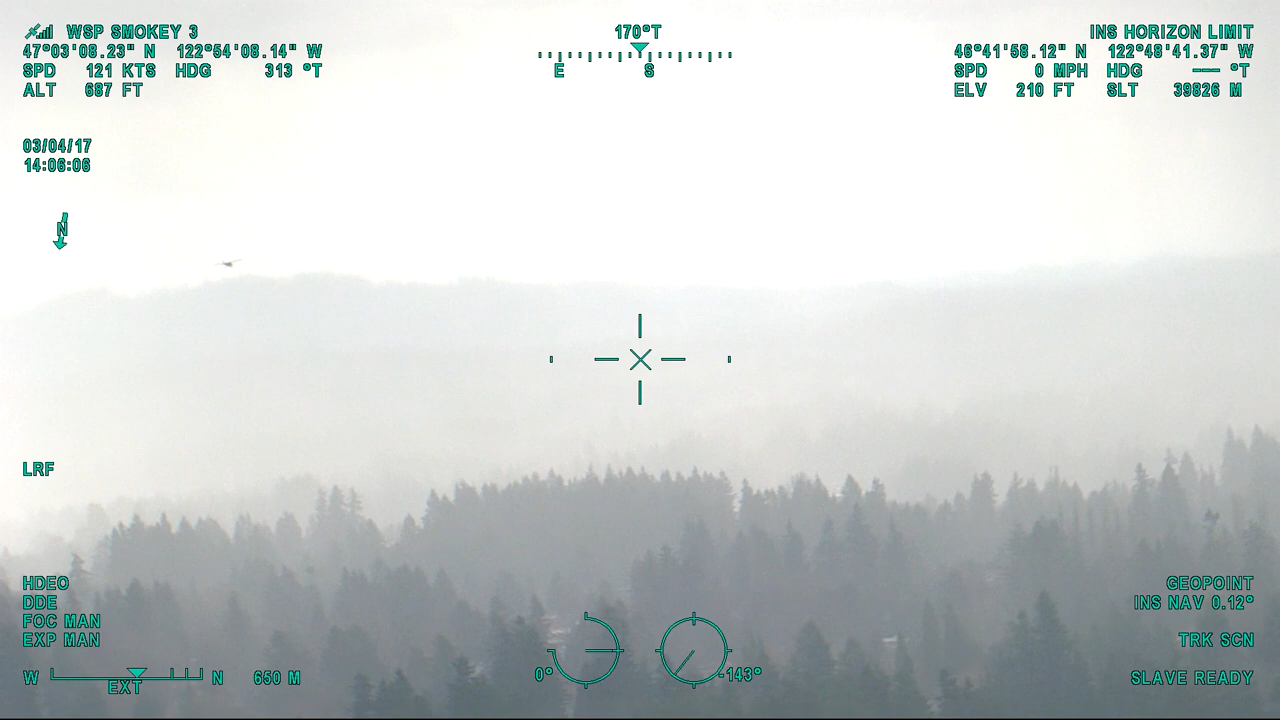 WSP SMOKEY 3
47°03'08.23" N 122°54'08.14" W
SPD 121 KTS HDG 313 °T
ALT 687 FT
03/04/17
14:06:06
N
170°T
E S
INS HORIZON LIMIT
46°41'58.12" N 122°48'41.37" W
SPD 0 MPH HDG --- °T
ELV 210 FT SLT 39826 M
LRF
HDEO
DDE
FOC MAN
EXP MAN
W EXT N 650 M
0° -143°
GEOPOINT
INS NAV 0.12°
TRK SCN
SLAVE READY